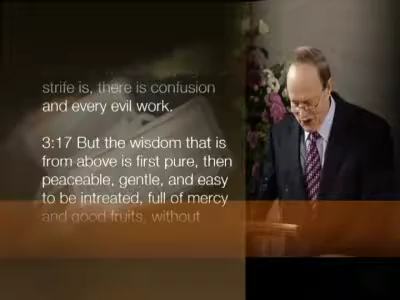 strife is, there is confusion
and every evil work.
3:17 But the wisdom that is
from above is first pure, then
peaceable, gentle, and easy
to be intreated, full of mercy
and good fruits, without